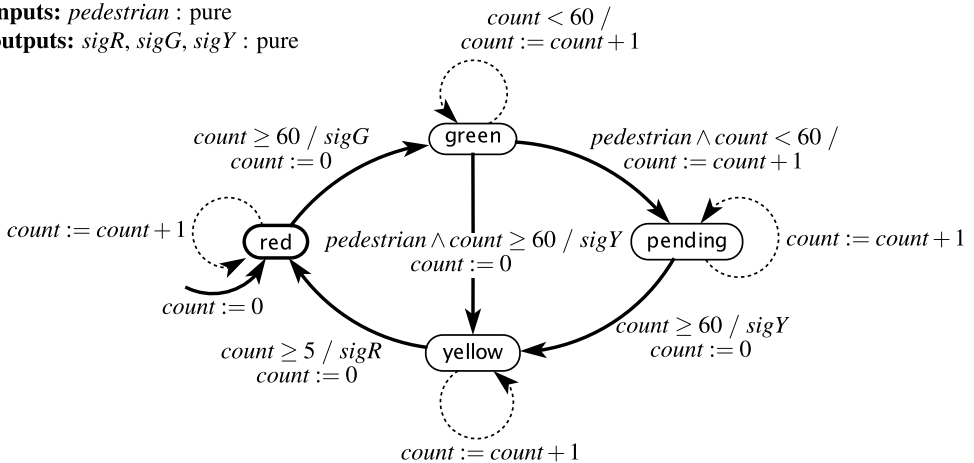 inputs: pedestrian : pure
outputs: sigR, sigG, sigY : pure
count < 60 /
count := count + 1
green
count ≥ 60 / sigG
count := 0
pedestrian ∧ count < 60 /
count := count + 1
count := count + 1
red
pedestrian ∧ count ≥ 60 / sigY
count := 0
pending
count := count + 1
count := 0
count ≥ 5 / sigR
count := 0
yellow
count ≥ 60 / sigY
count := 0
count := count + 1